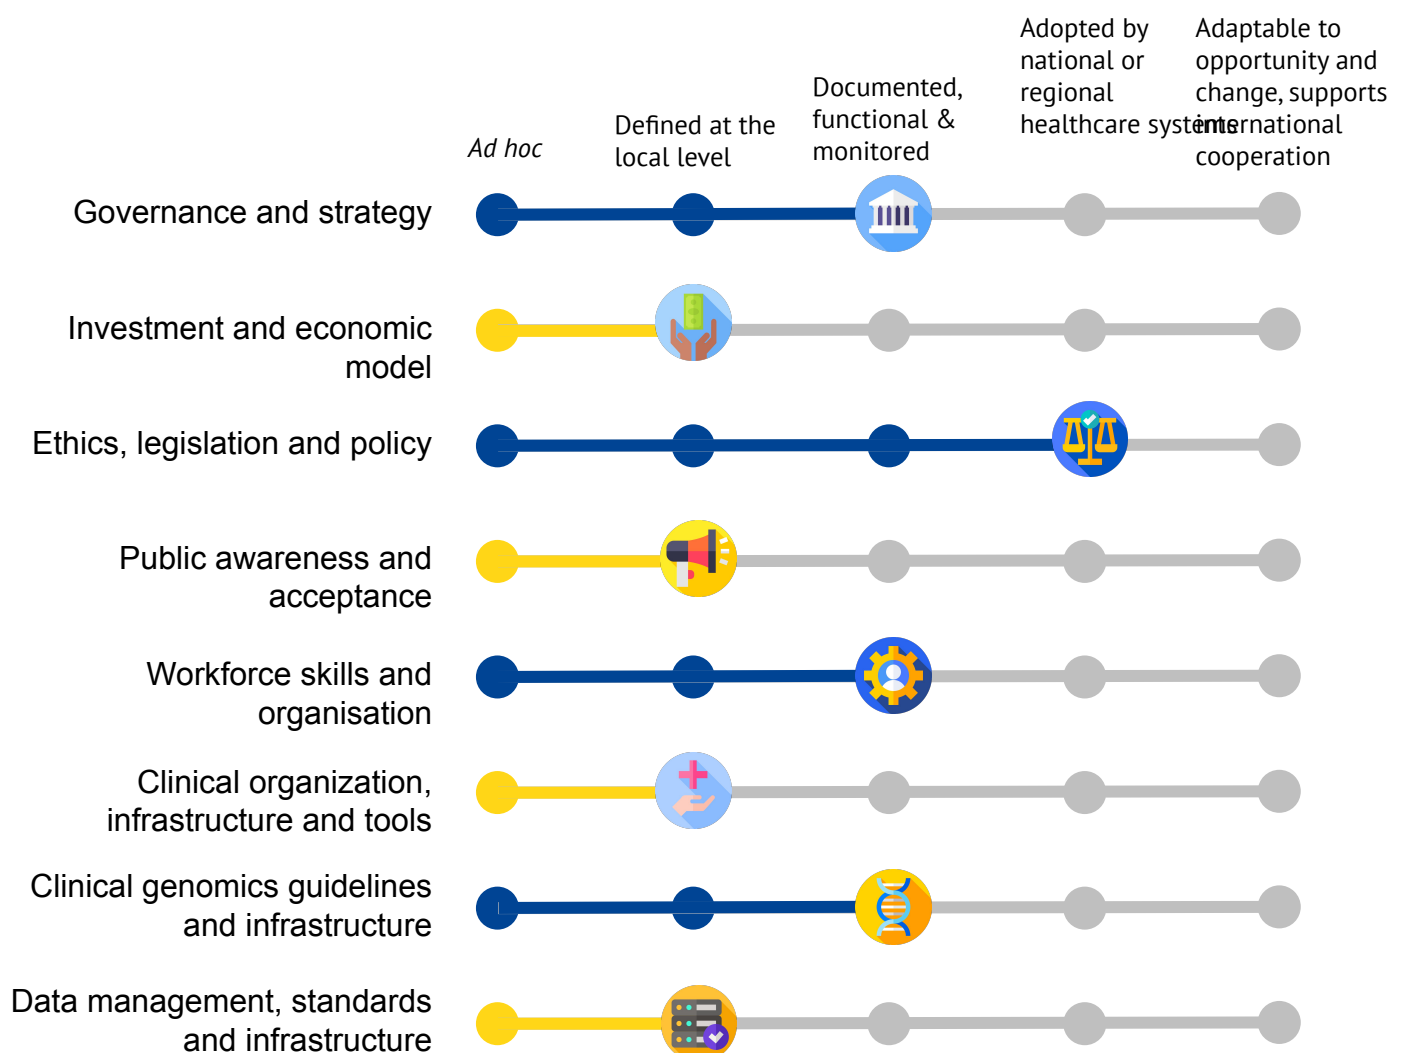 Ad hoc
Defined at the
local level
Documented,
functional &
monitored
Adopted by
national or
regional
healthcare systems
Adaptable to
opportunity and
change, supports
international
cooperation
Governance and strategy
Investment and economic
model
Ethics, legislation and policy
Public awareness and
acceptance
Workforce skills and
organisation
Clinical organization,
infrastructure and tools
Clinical genomics guidelines
and infrastructure
Data management, standards
and infrastructure